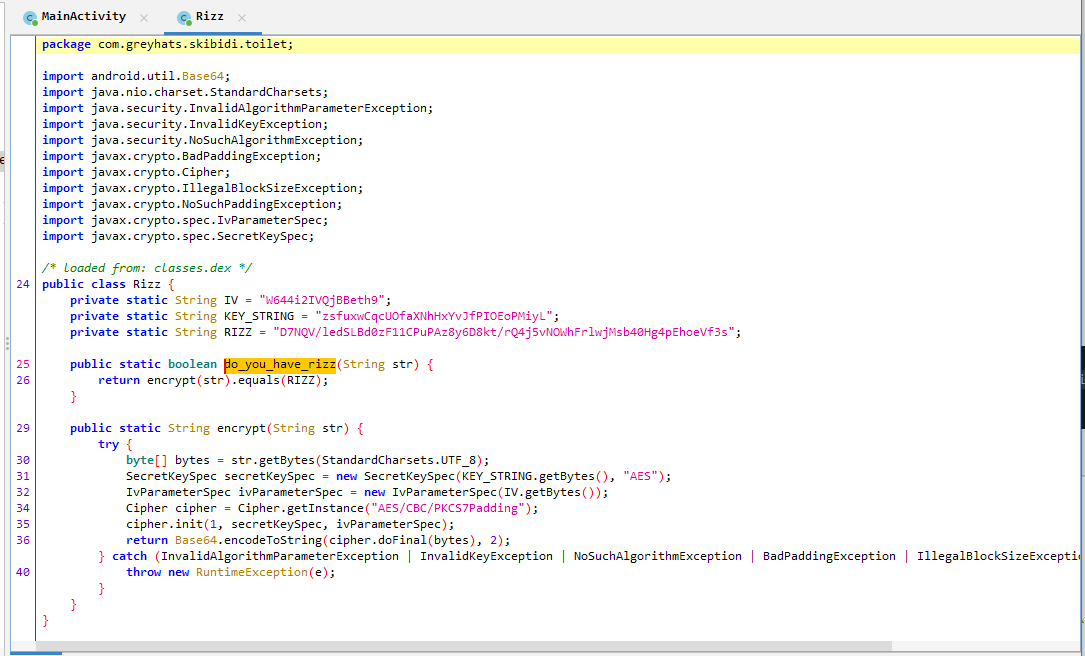 MainActivity
Rizz
package com.greyhats.skibidi.toilet;
import android.util.Base64;
import java.nio.charset.StandardCharsets;
import java.security.InvalidAlgorithmParameterException;
import java.security.InvalidKeyException;
import java.security.NoSuchAlgorithmException;
import javax.crypto.BadPaddingException;
import javax.crypto.Cipher;
import javax.crypto.IllegalBlockSizeException;
import javax.crypto.NoSuchPaddingException;
import javax.crypto.spec.IvParameterSpec;
import javax.crypto.spec.SecretKeySpec;
/* loaded from: classes.dex */
24 public class Rizz {
private static String IV = "W644i2IVQjBBeth9";
private static String KEY_STRING = "zsfuxwCqcUOfaXNhHxYvJfPIOEoPMiyL";
private static String RIZZ = "D7NQV/ledSLBd0zF11CPuPAz8y6D8kt/rQ4j5vNOWhFrlwjMsb40Hg4pEhoeVf3s";
25 public static boolean do_you_have_rizz(String str) {
26 return encrypt(str).equals(RIZZ);
}
29 public static String encrypt(String str) {
try {
30 byte[] bytes = str.getBytes(StandardCharsets.UTF_8);
31 SecretKeySpec secretKeySpec = new SecretKeySpec(KEY_STRING.getBytes(), "AES");
32 IvParameterSpec ivParameterSpec = new IvParameterSpec(IV.getBytes());
34 Cipher cipher = Cipher.getInstance("AES/CBC/PKCS7Padding");
35 cipher.init(1, secretKeySpec, ivParameterSpec);
36 return Base64.encodeToString(cipher.doFinal(bytes), 2);
} catch (InvalidAlgorithmParameterException | InvalidKeyException | NoSuchAlgorithmException | BadPaddingException | IllegalBlockSizeExcepti
40 throw new RuntimeException(e);
}
}
}